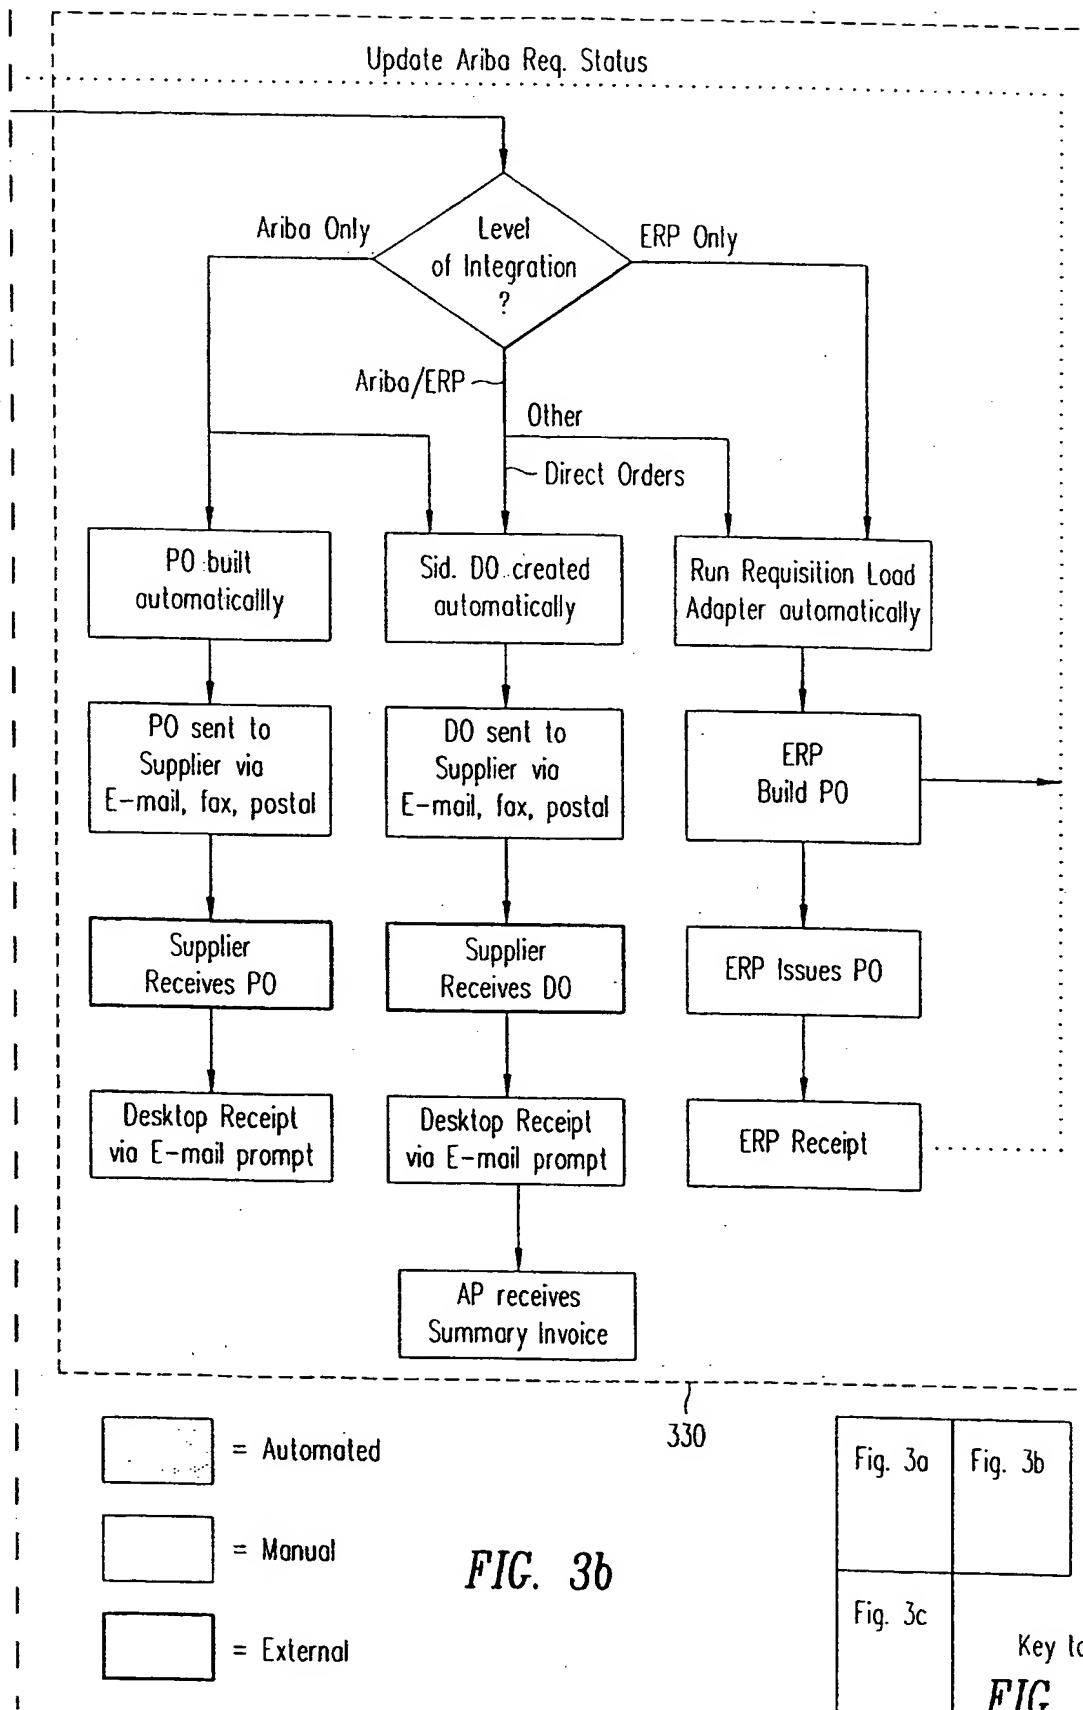 Update Ariba Req. Status
Ariba Only
Level
of Integration
?
ERP Only
Ariba/ERP
Other
Direct Orders
PO built
automaticallly
Sid. DO created
automatically
Run Requisition Load
Adapter automatically
PO sent to
Supplier via
E-mail, fax, postal
DO sent to
Supplier via
E-mail, fax, postal
ERP
Build PO
Supplier
Receives PO
Supplier
Receives DO
ERP Issues PO
Desktop Receipt
via E-mail prompt
Desktop Receipt
via E-mail prompt
ERP Receipt
AP receives
Summary Invoice
330
= Automated
= Manual
= External
FIG. 3b
Fig. 3a
Fig. 3b
Fig. 3c
Key to
FIG